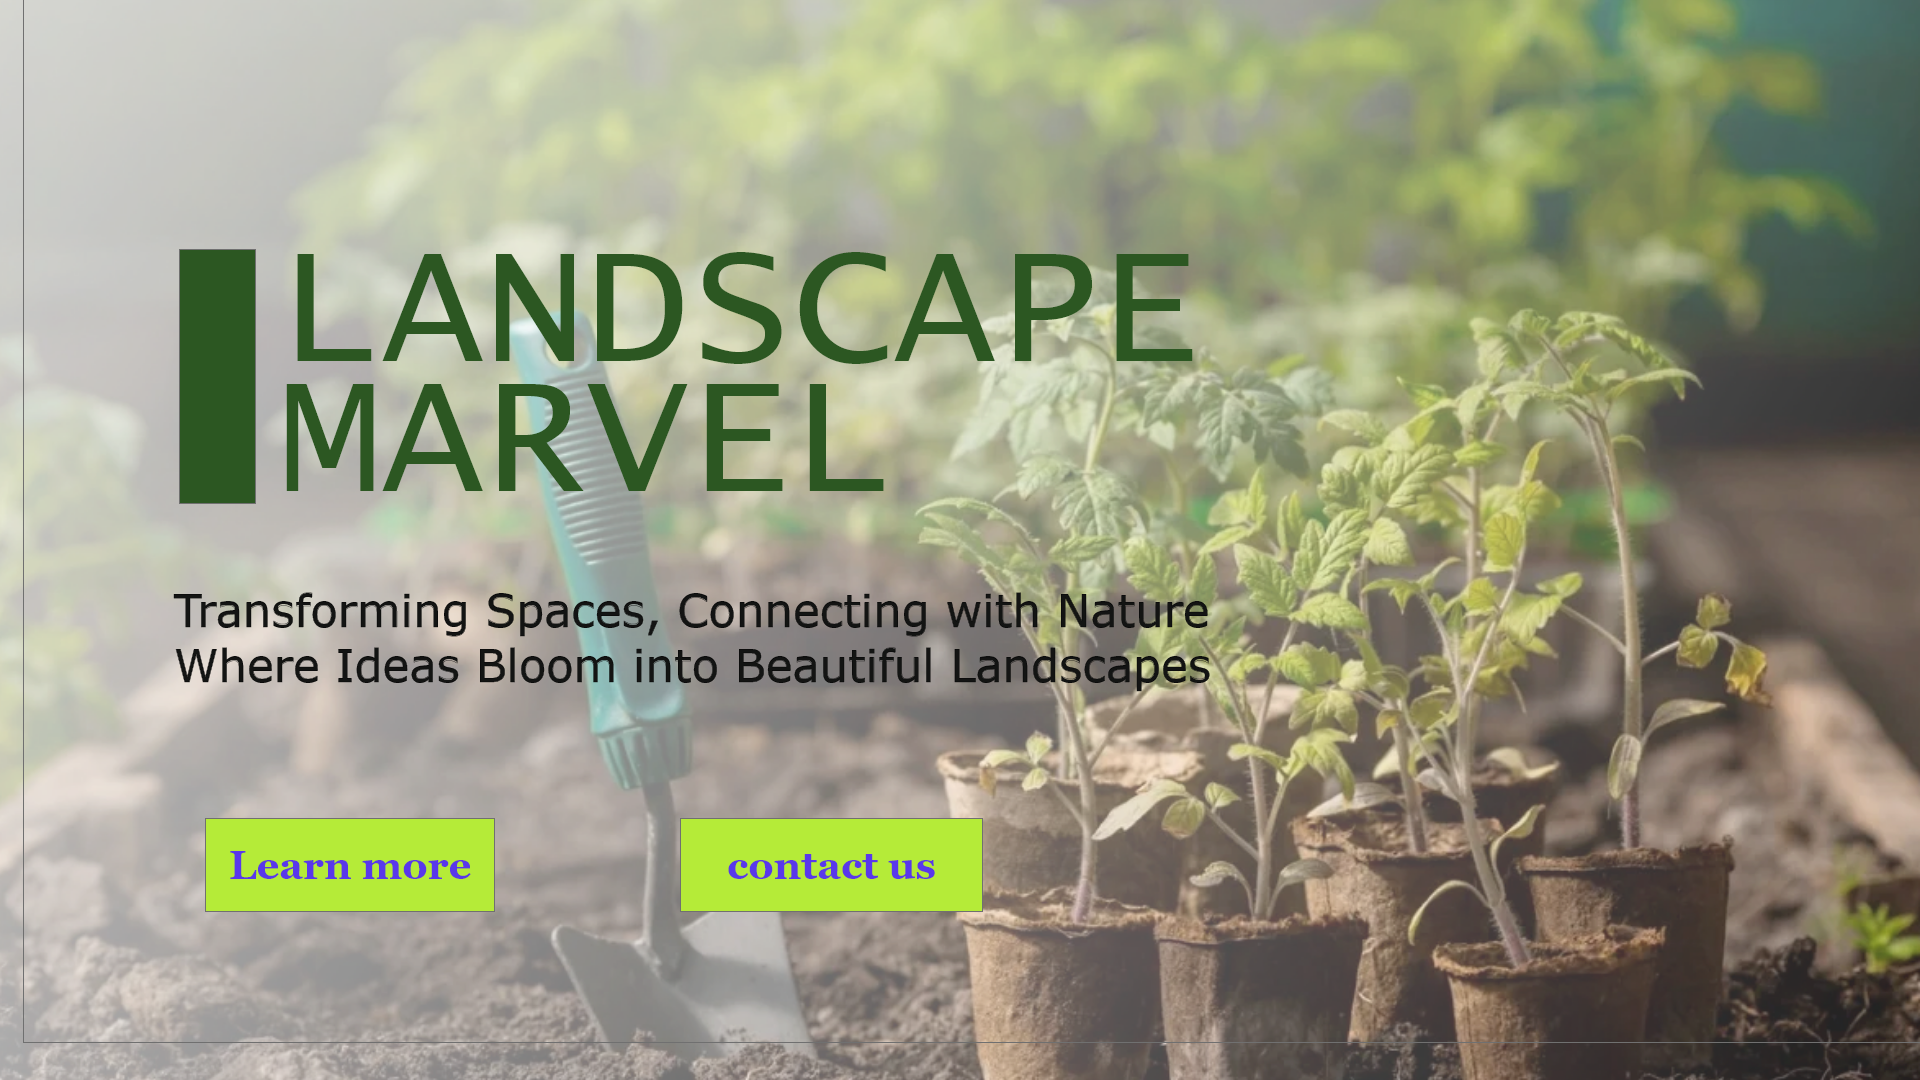 LANDSCAPE
MARVEL
Transforming Spaces, Connecting with Nature
Where Ideas Bloom into Beautiful Landscapes
Learn more
contact us